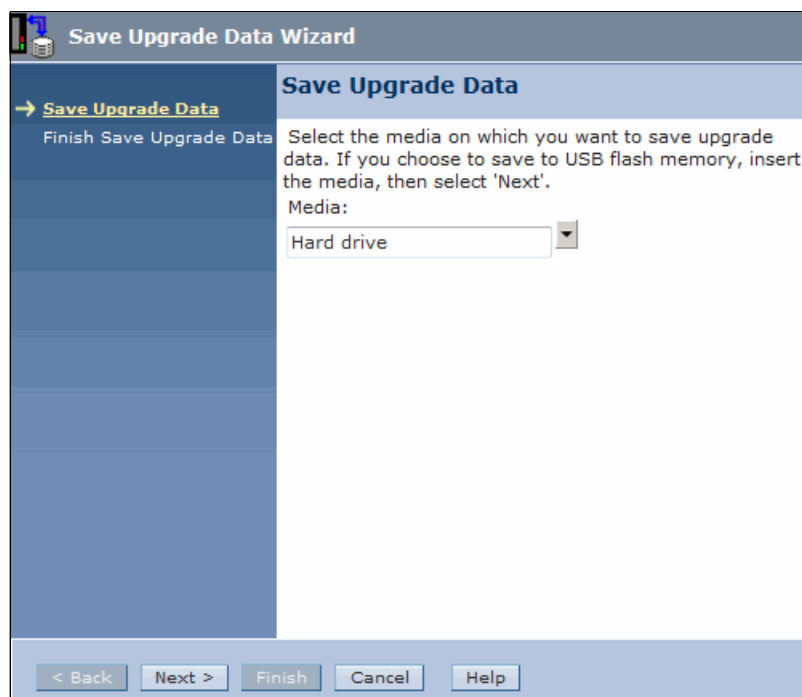 Save Upgrade Data Wizard
Save Upgrade Data
Finish Save Upgrade Data
Save Upgrade Data
Select the media on which you want to save upgrade
data. If you choose to save to USB flash memory, insert
the media, then select 'Next'.
Media:
Hard drive
< Back Next > Finish Cancel Help